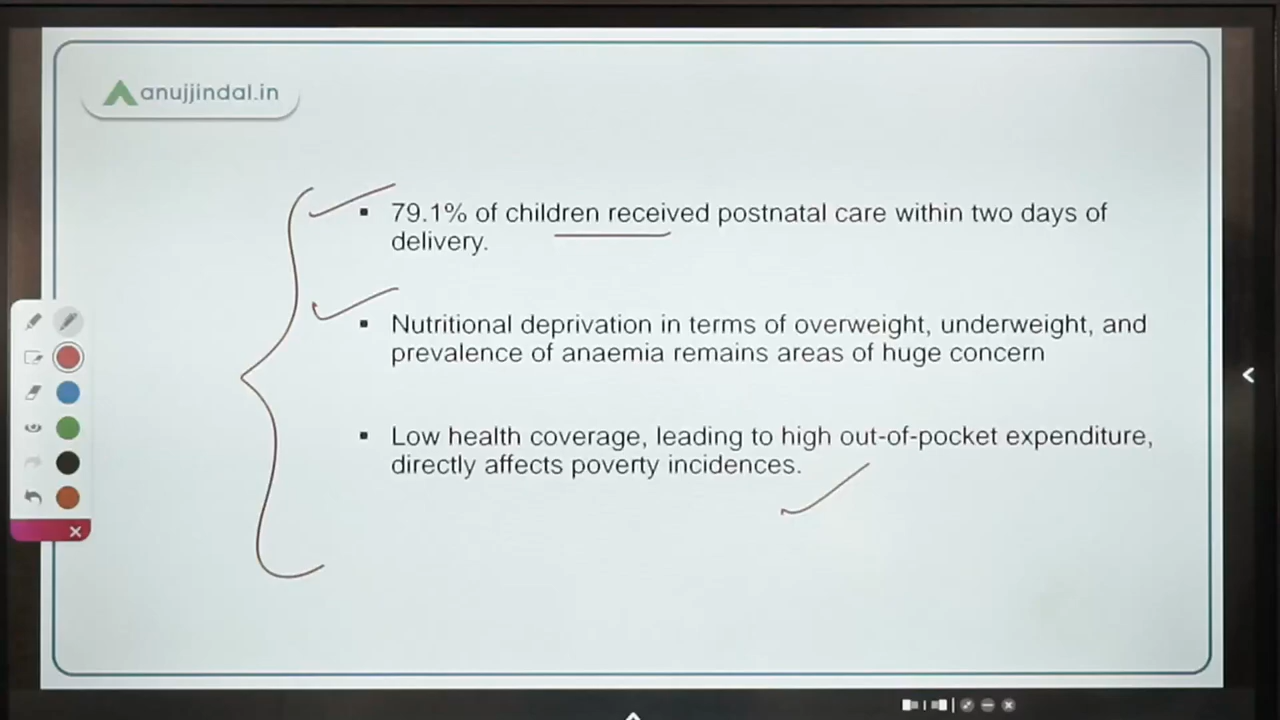 anujjindal.in
▪ 79.1% of children received postnatal care within two days of
delivery.
▪ Nutritional deprivation in terms of overweight, underweight, and
prevalence of anaemia remains areas of huge concern
▪ Low health coverage, leading to high out-of-pocket expenditure,
directly affects poverty incidences.